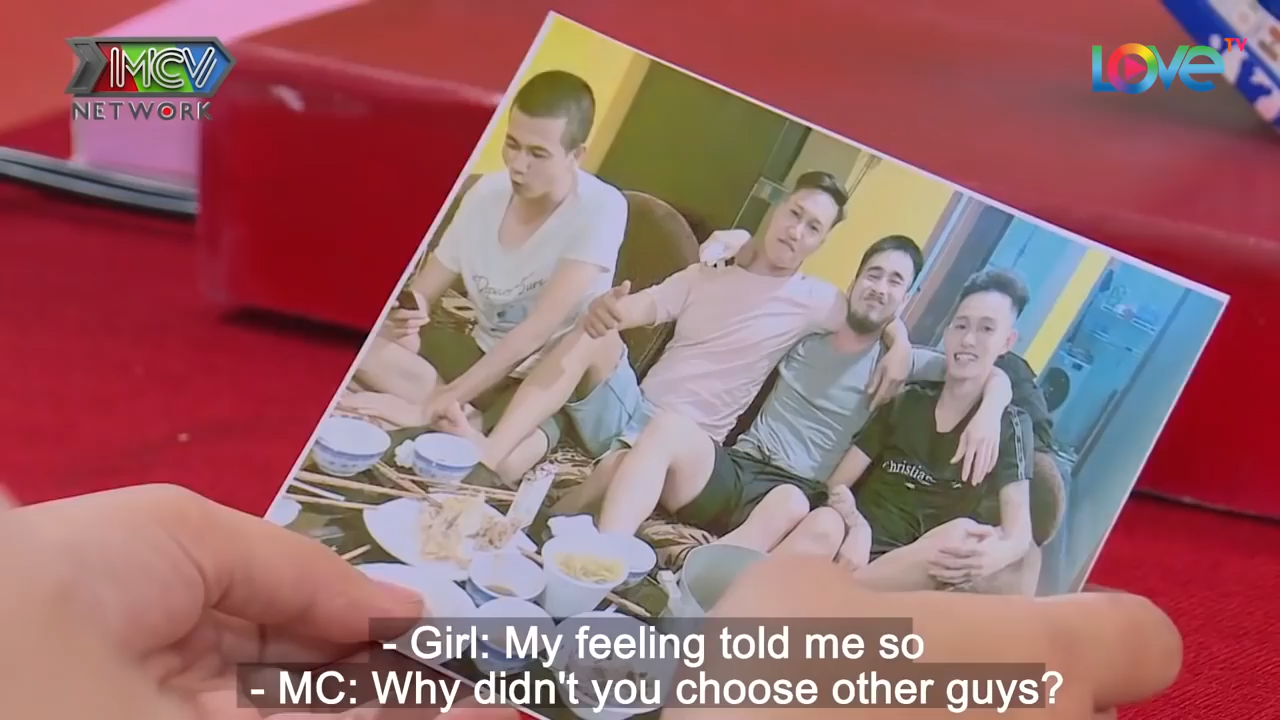 MCV
NETWORK
LOVE TV
Christian
- Girl: My feeling told me so
- MC: Why didn't you choose other guys?